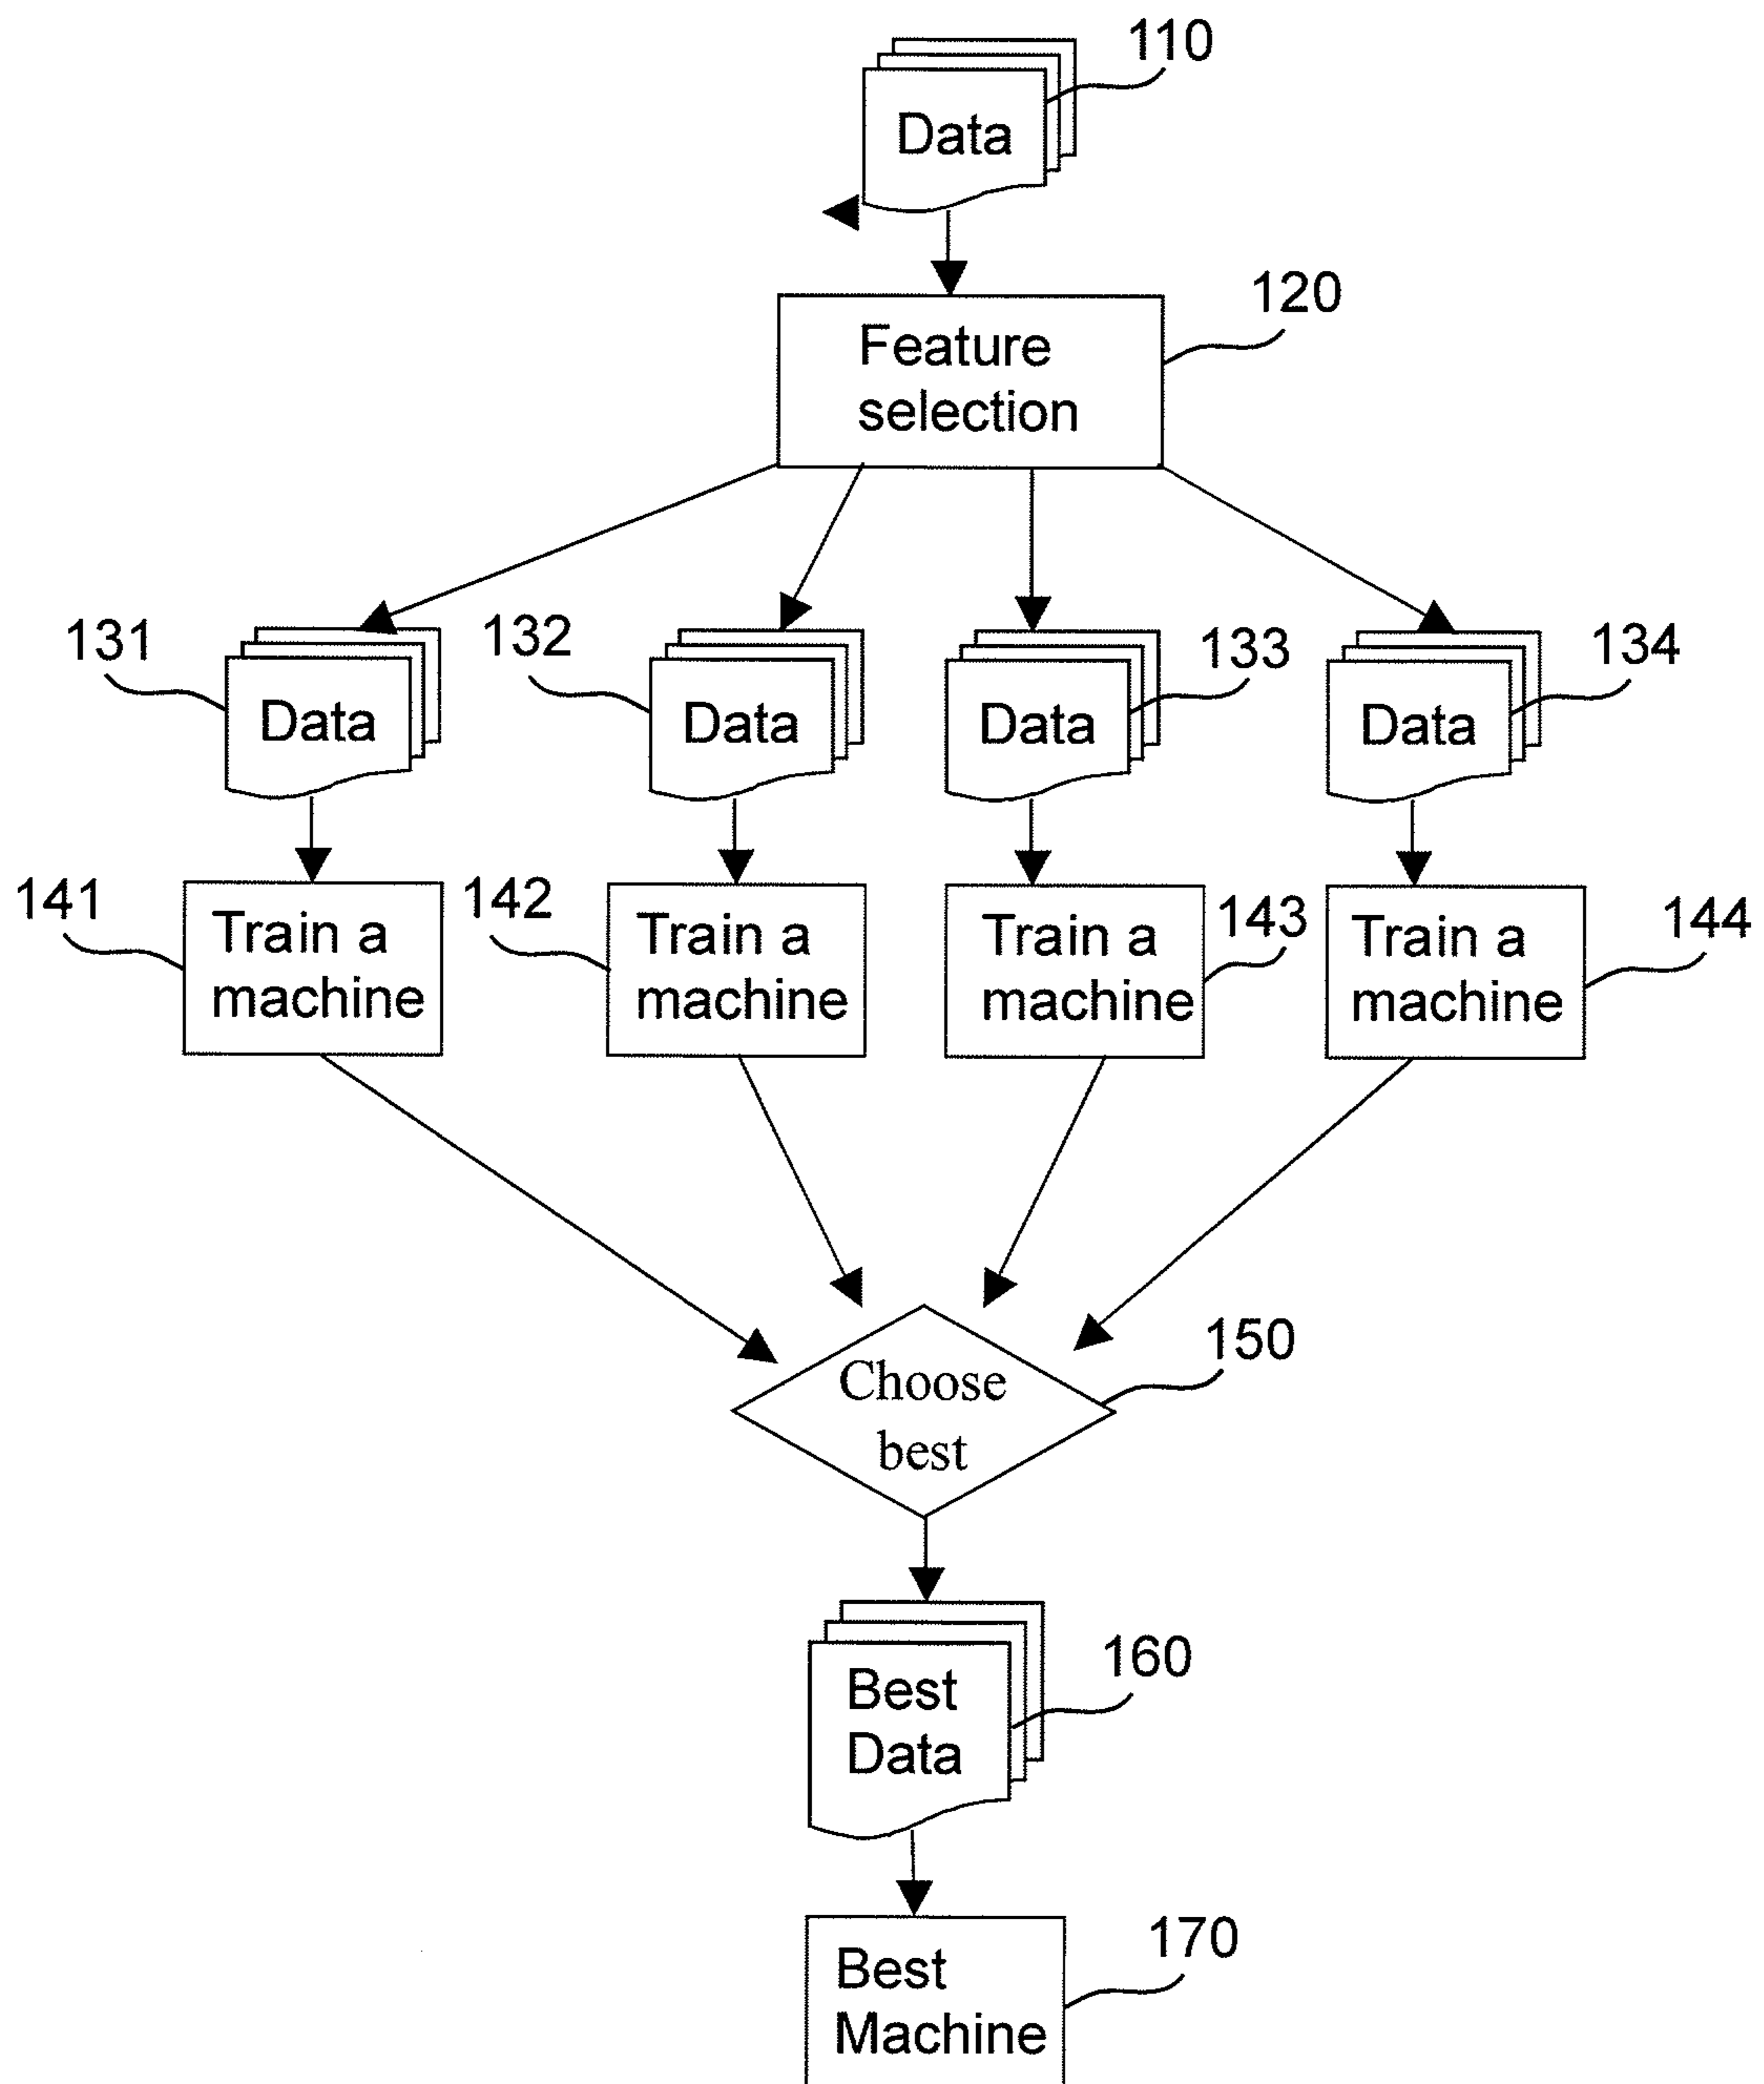 110
Data
120
Feature
selection
131
132
133
134
Data
Data
Data
Data
141
142
143
144
Train a
machine
Train a
machine
Train a
machine
Train a
machine
150
Choose
best
160
Best
Data
170
Best
Machine